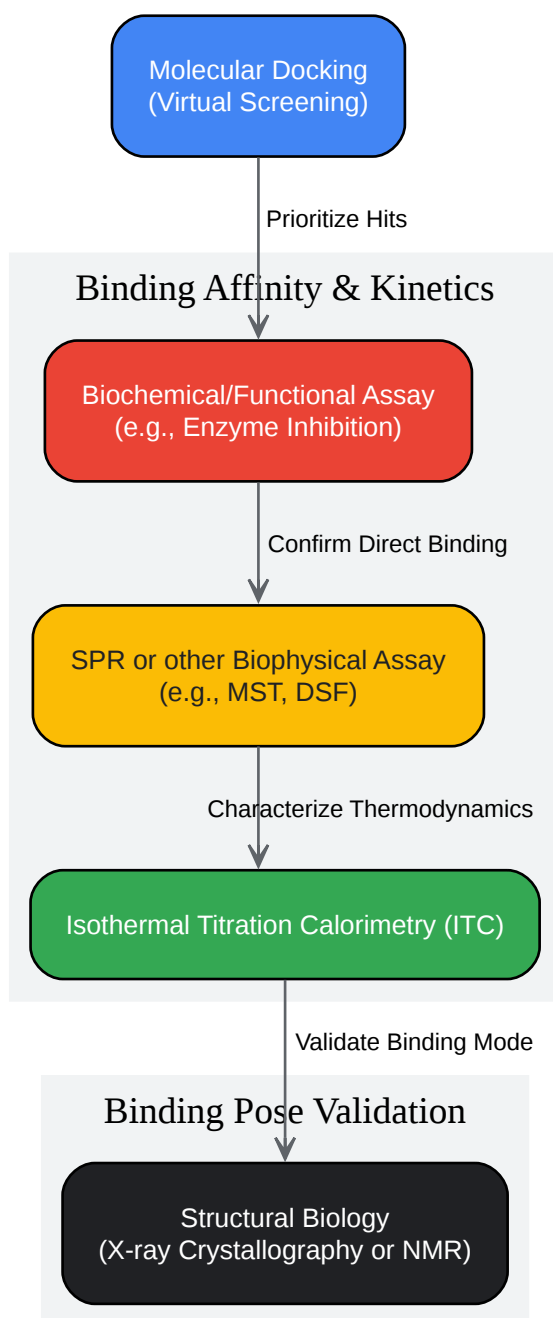 Molecular Docking
(Virtual Screening)
Prioritize Hits
Binding Affinity & Kinetics
Biochemical/Functional Assay
(e.g., Enzyme Inhibition)
Confirm Direct Binding
SPR or other Biophysical Assay
(e.g., MST, DSF)
Characterize Thermodynamics
Isothermal Titration Calorimetry (ITC)
Validate Binding Mode
Binding Pose Validation
Structural Biology
(X-ray Crystallography or NMR)